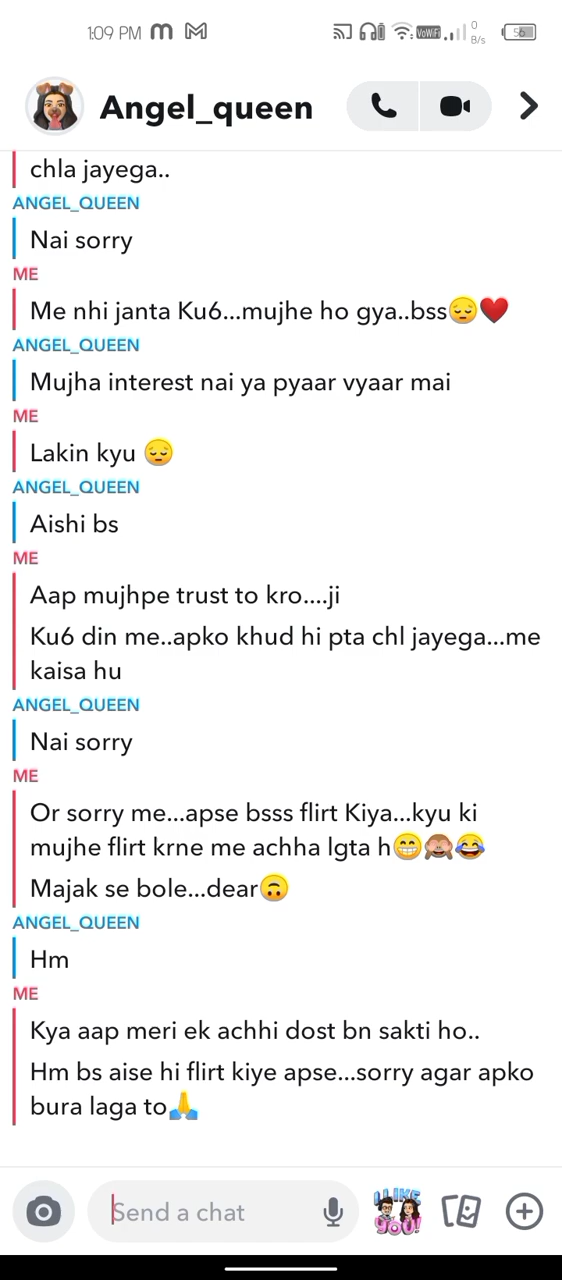 1:09 PM
VoWiFi 0
B/s
56
Angel_queen
chla jayega..
ANGEL_QUEEN
Nai sorry
ME
Me nhi janta Ku6...mujhe ho gya..bss😔❤️
ANGEL_QUEEN
Mujha interest nai ya pyaar vyaar mai
ME
Lakin kyu 😔
ANGEL_QUEEN
Aishi bs
ME
Aap mujhpe trust to kro....ji
Ku6 din me..apko khud hi pta chl jayega...me
kaisa hu
ANGEL_QUEEN
Nai sorry
ME
Or sorry me...apse bsss flirt Kiya...kyu ki
mujhe flirt krne me achha lgta h😁🙈😂
Majak se bole...dear🙃
ANGEL_QUEEN
Hm
ME
Kya aap meri ek achhi dost bn sakti ho..
Hm bs aise hi flirt kiye apse...sorry agar apko
bura laga to🙏
Send a chat
I LIKE
YOU!